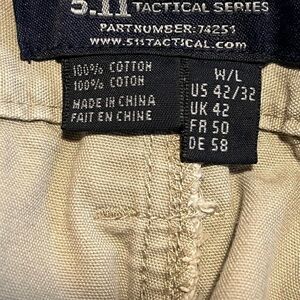 5.11 TACTICAL SERIES
PART NUMBER: 74251
WWW.511TACTICAL.COM
100% COTTON
100% COTON
MADE IN CHINA
FAIT EN CHINE
W/L
US 42/32
UK 42
FR 50
DE 58